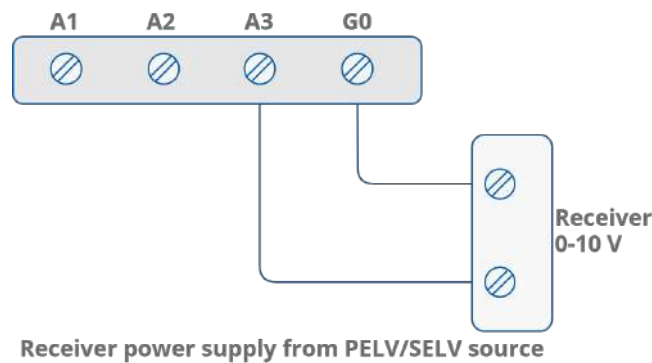 A1 A2 A3 G0
Receiver
0-10 V
Receiver power supply from PELV/SELV source